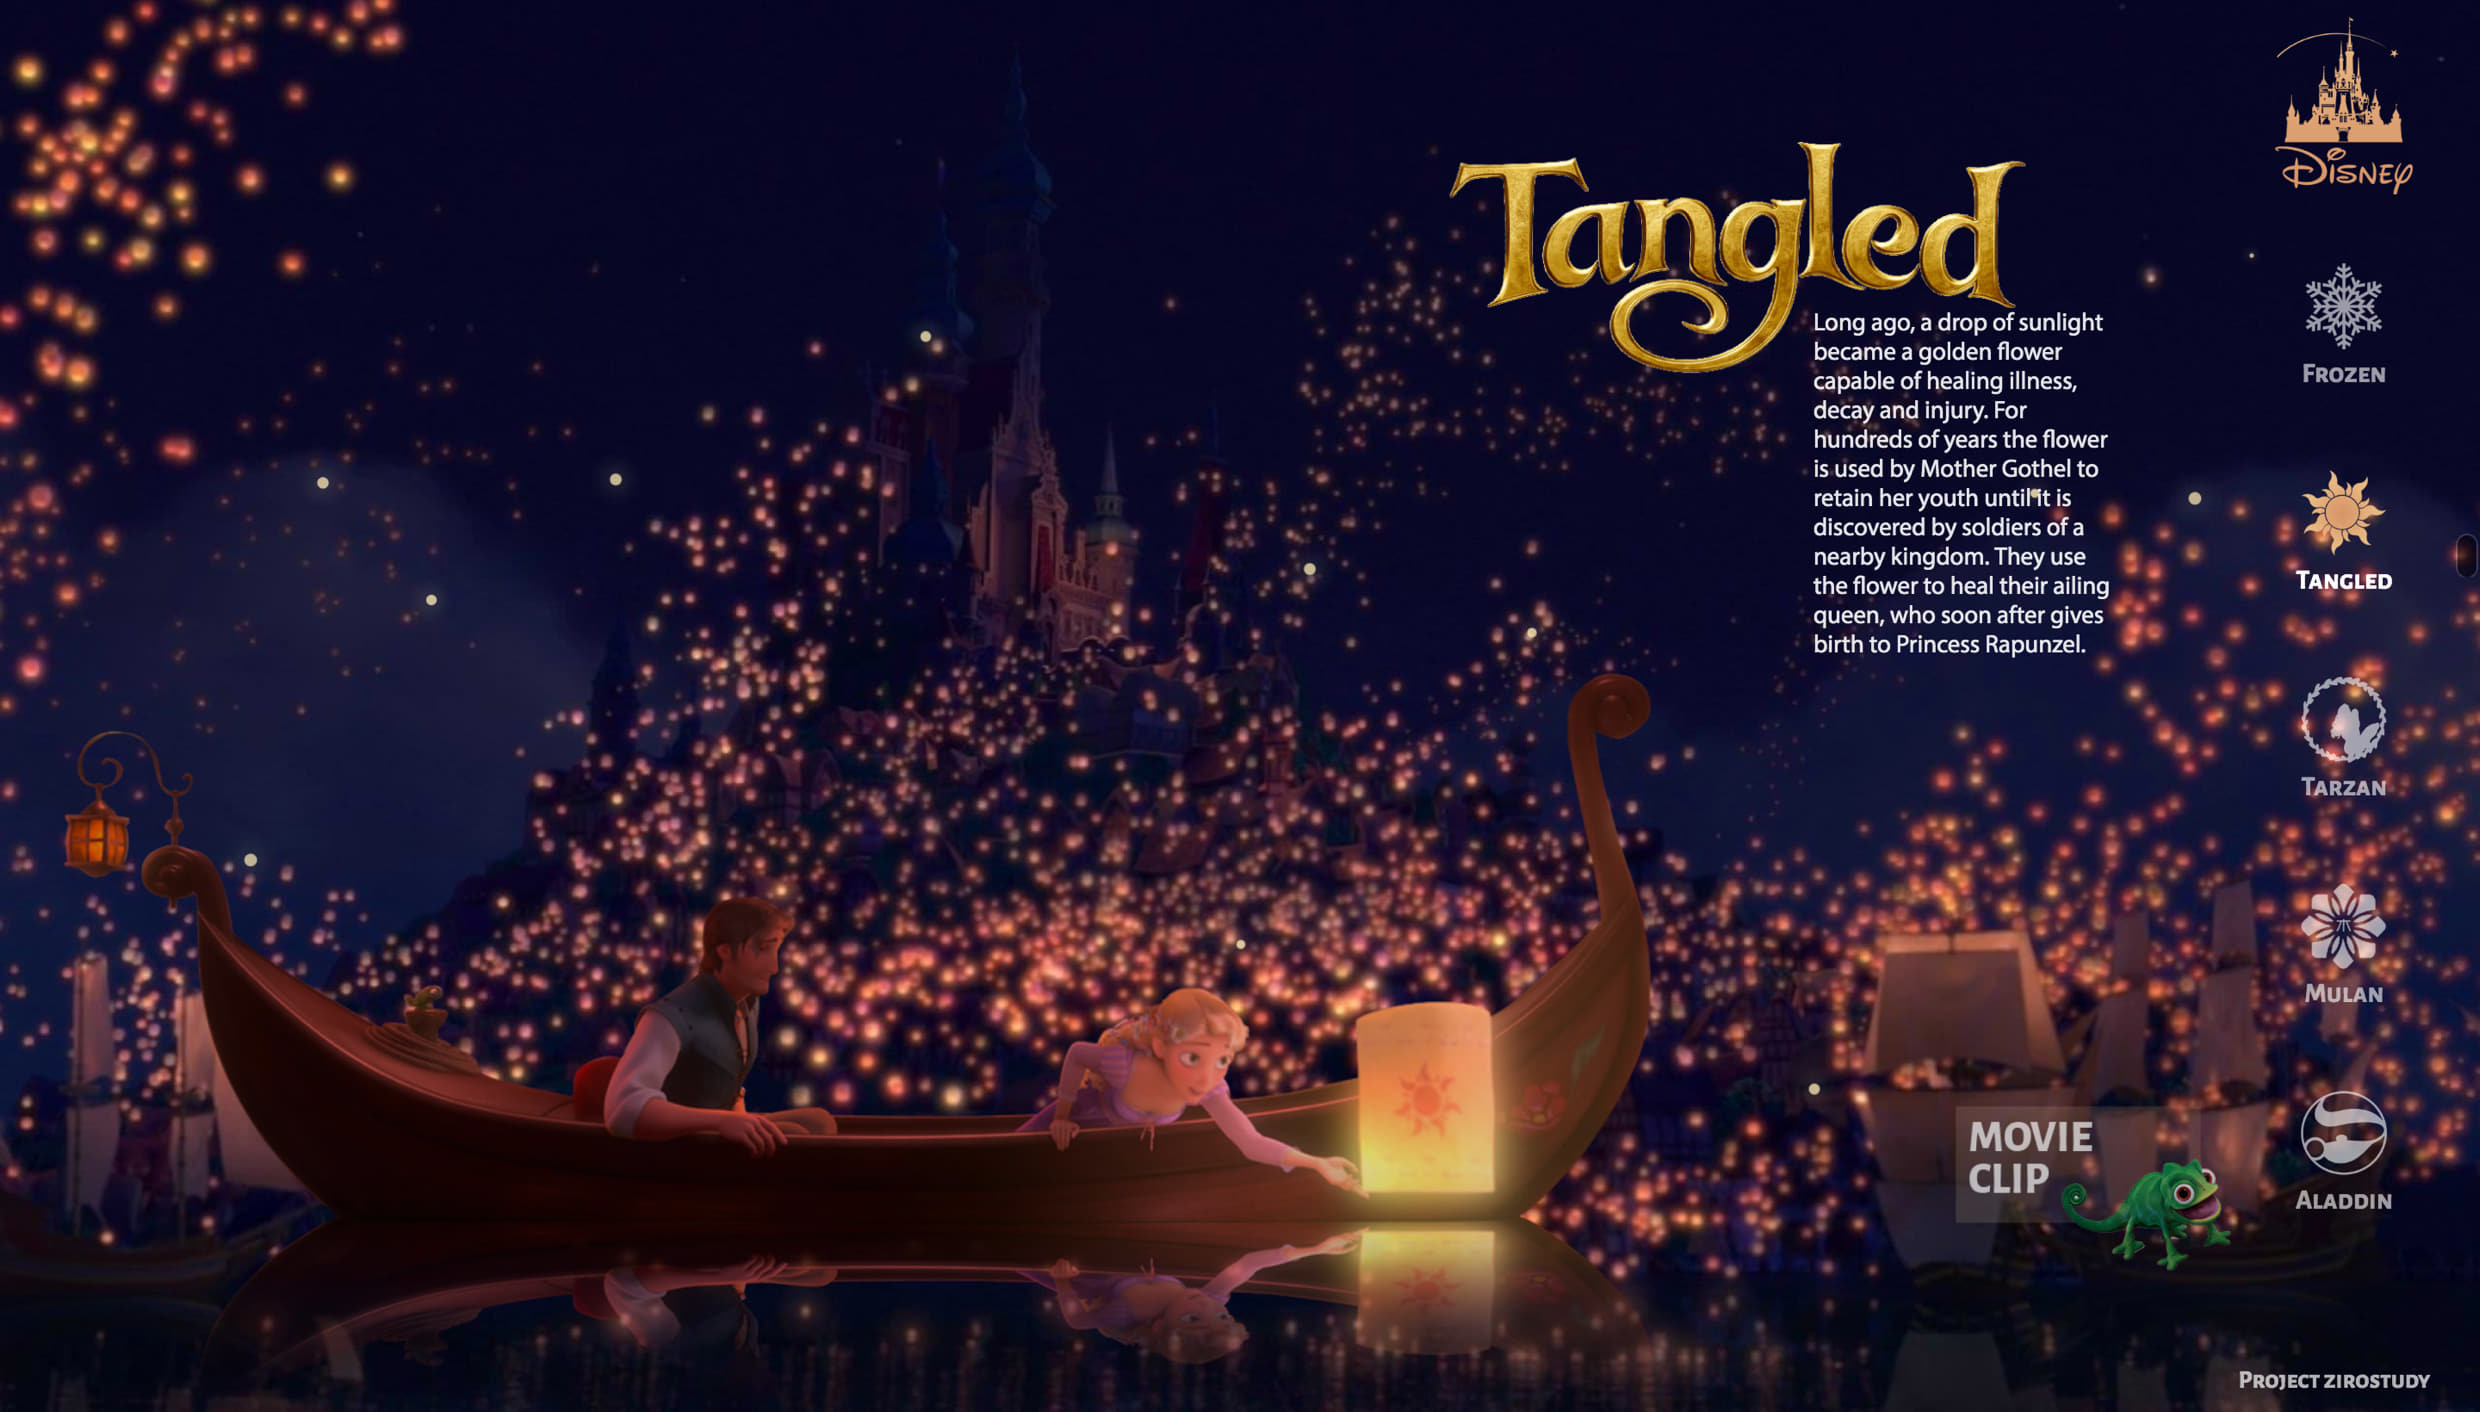 Disney
Tangled
Long ago, a drop of sunlight
became a golden flower
capable of healing illness,
decay and injury. For
hundreds of years the flower
is used by Mother Gothel to
retain her youth until it is
discovered by soldiers of a
nearby kingdom. They use
the flower to heal their ailing
queen, who soon after gives
birth to Princess Rapunzel.
Frozen
Tangled
Tarzan
Mulan
Aladdin
MOVIE
CLIP
Project zirostudy